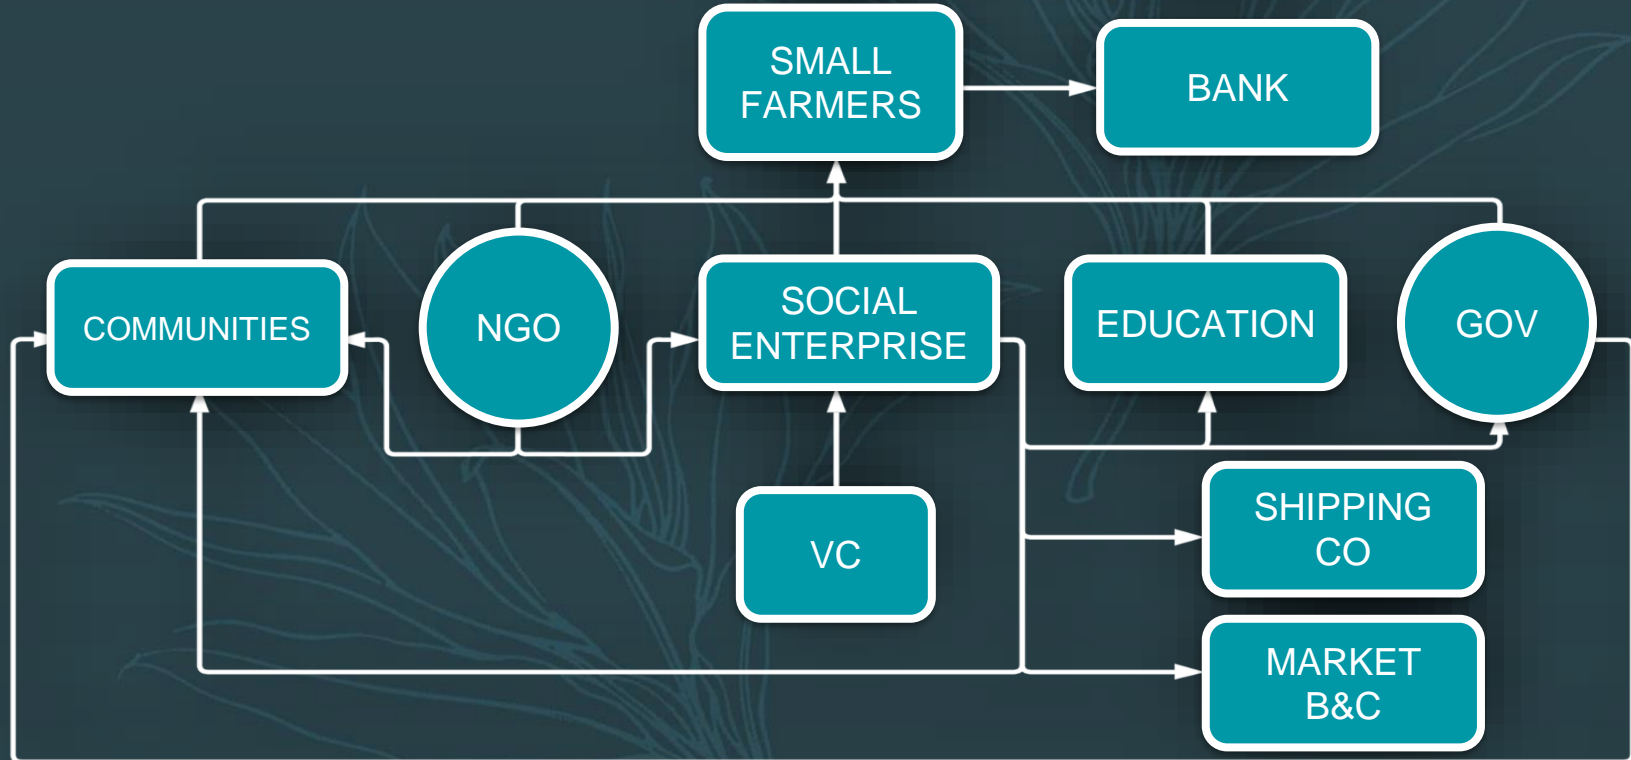 SMALL
FARMERS
BANK
COMMUNITIES
NGO
SOCIAL
ENTERPRISE
EDUCATION
GOV
VC
SHIPPING
CO
MARKET
B&C